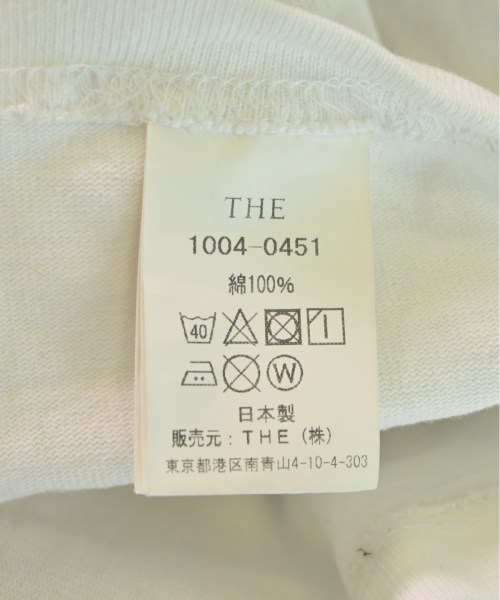 THE
1004-0451
綿100%
40
W
日本製
販売元：THE（株）
東京都港区南青山4-10-4-303